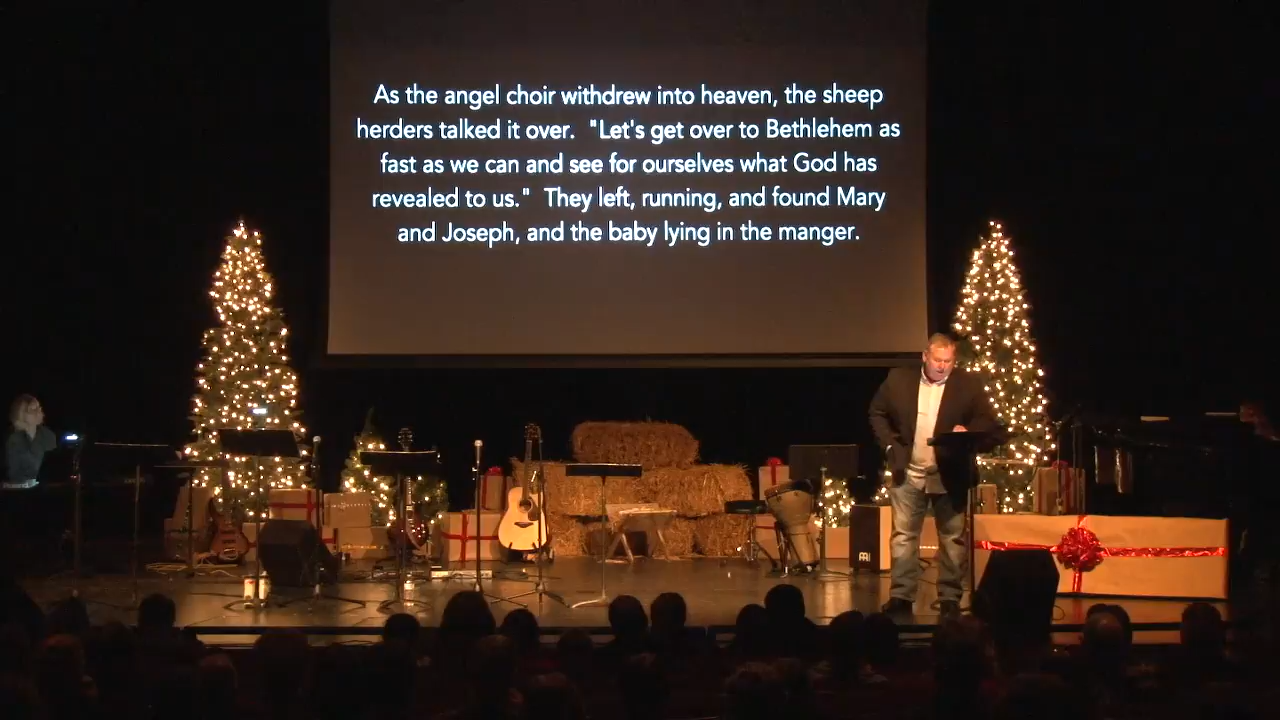 As the angel choir withdrew into heaven, the sheep
herders talked it over.  "Let's get over to Bethlehem as
fast as we can and see for ourselves what God has
revealed to us."  They left, running, and found Mary
and Joseph, and the baby lying in the manger.